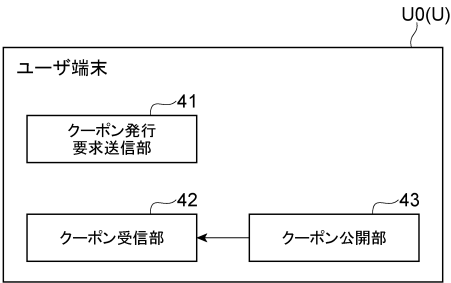 U0(U)
ユーザ端末
41
クーポン発行
要求送信部
42
クーポン受信部
43
クーポン公開部